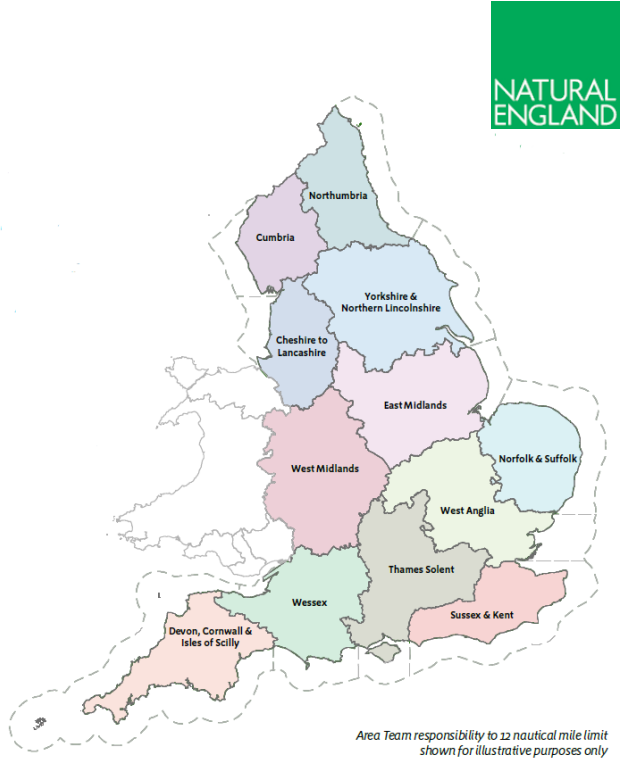 NATURAL
ENGLAND
Northumbria
Cumbria
Yorkshire &
Northern Lincolnshire
Cheshire to
Lancashire
East Midlands
Norfolk & Suffolk
West Midlands
West Anglia
Thames Solent
Wessex
Sussex & Kent
Devon, Cornwall &
Isles of Scilly
Area Team responsibility to 12 nautical mile limit
shown for illustrative purposes only